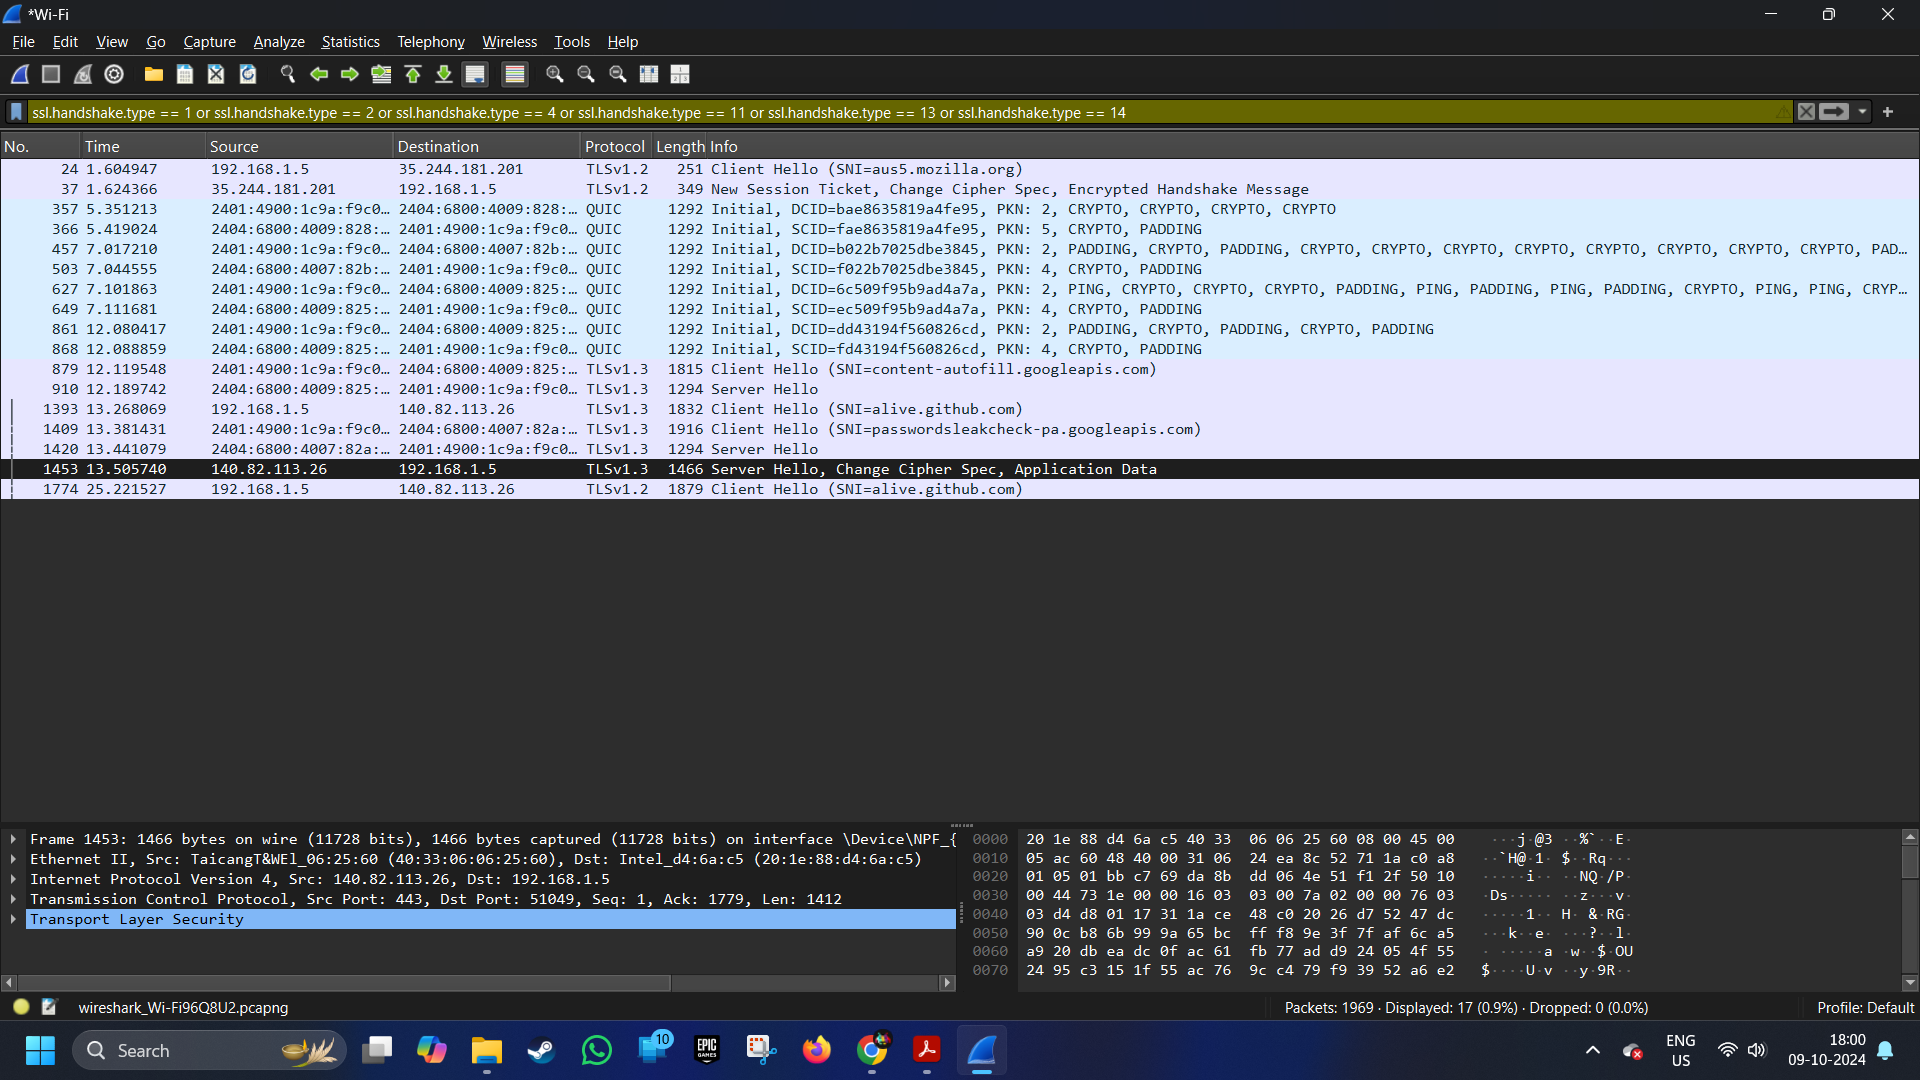 *Wi-Fi
File Edit View Go Capture Analyze Statistics Telephony Wireless Tools Help
ssl.handshake.type == 1 or ssl.handshake.type == 2 or ssl.handshake.type == 4 or ssl.handshake.type == 11 or ssl.handshake.type == 13 or ssl.handshake.type == 14
No. Time Source Destination Protocol Length Info
24 1.604947 192.168.1.5 35.244.181.201 TLSv1.2 251 Client Hello (SNI=aus5.mozilla.org)
37 1.624366 35.244.181.201 192.168.1.5 TLSv1.2 349 New Session Ticket, Change Cipher Spec, Encrypted Handshake Message
357 5.351213 2401:4900:1c9a:f9c0… 2404:6800:4009:828:… QUIC 1292 Initial, DCID=bae8635819a4fe95, PKN: 2, CRYPTO, CRYPTO, CRYPTO, CRYPTO
366 5.419024 2404:6800:4009:828:… 2401:4900:1c9a:f9c0… QUIC 1292 Initial, SCID=fae8635819a4fe95, PKN: 5, CRYPTO, PADDING
457 7.017210 2401:4900:1c9a:f9c0… 2404:6800:4007:82b:… QUIC 1292 Initial, DCID=b022b7025dbe3845, PKN: 2, PADDING, CRYPTO, PADDING, CRYPTO, CRYPTO, CRYPTO, CRYPTO, CRYPTO, CRYPTO, CRYPTO, CRYPTO, PAD…
503 7.044555 2404:6800:4007:82b:… 2401:4900:1c9a:f9c0… QUIC 1292 Initial, SCID=f022b7025dbe3845, PKN: 4, CRYPTO, PADDING
627 7.101863 2401:4900:1c9a:f9c0… 2404:6800:4009:825:… QUIC 1292 Initial, DCID=6c509f95b9ad4a7a, PKN: 2, PING, CRYPTO, CRYPTO, CRYPTO, PADDING, PING, PADDING, PING, PADDING, CRYPTO, PING, PING, CRYP…
649 7.111681 2404:6800:4009:825:… 2401:4900:1c9a:f9c0… QUIC 1292 Initial, SCID=ec509f95b9ad4a7a, PKN: 4, CRYPTO, PADDING
861 12.080417 2401:4900:1c9a:f9c0… 2404:6800:4009:825:… QUIC 1292 Initial, DCID=dd43194f560826cd, PKN: 2, PADDING, CRYPTO, PADDING, CRYPTO, PADDING
868 12.088859 2404:6800:4009:825:… 2401:4900:1c9a:f9c0… QUIC 1292 Initial, SCID=fd43194f560826cd, PKN: 4, CRYPTO, PADDING
879 12.119548 2401:4900:1c9a:f9c0… 2404:6800:4009:825:… TLSv1.3 1815 Client Hello (SNI=content-autofill.googleapis.com)
910 12.189742 2404:6800:4009:825:… 2401:4900:1c9a:f9c0… TLSv1.3 1294 Server Hello
1393 13.268069 192.168.1.5 140.82.113.26 TLSv1.3 1832 Client Hello (SNI=alive.github.com)
1409 13.381431 2401:4900:1c9a:f9c0… 2404:6800:4007:82a:… TLSv1.3 1916 Client Hello (SNI=passwordsleakcheck-pa.googleapis.com)
1420 13.441079 2404:6800:4007:82a:… 2401:4900:1c9a:f9c0… TLSv1.3 1294 Server Hello
1453 13.505740 140.82.113.26 192.168.1.5 TLSv1.3 1466 Server Hello, Change Cipher Spec, Application Data
1774 25.221527 192.168.1.5 140.82.113.26 TLSv1.2 1879 Client Hello (SNI=alive.github.com)
Frame 1453: 1466 bytes on wire (11728 bits), 1466 bytes captured (11728 bits) on interface \Device\NPF_{
Ethernet II, Src: TaicangT&WEl_06:25:60 (40:33:06:06:25:60), Dst: Intel_d4:6a:c5 (20:1e:88:d4:6a:c5)
Internet Protocol Version 4, Src: 140.82.113.26, Dst: 192.168.1.5
Transmission Control Protocol, Src Port: 443, Dst Port: 51049, Seq: 1, Ack: 1779, Len: 1412
Transport Layer Security
0000 20 1e 88 d4 6a c5 40 33 06 06 25 60 08 00 45 00 ···j·@3 ··%`··E·
0010 05 ac 60 48 40 00 31 06 24 ea 8c 52 71 1a c0 a8 ··`H@·1· $··Rq···
0020 01 05 01 bb c7 69 da 8b dd 06 4e 51 f1 2f 50 10 ·····i·· ··NQ·/P·
0030 00 44 73 1e 00 00 16 03 03 00 7a 02 00 00 76 03 ·Ds····· ··z···v·
0040 03 d4 d8 01 17 31 1a ce 48 c0 20 26 d7 52 47 dc ·····1·· H· &·RG·
0050 90 0c b8 6b 99 9a 65 bc ff f8 9e 3f 7f af 6c a5 ···k··e· ···?··l·
0060 a9 20 db ea dc 0f ac 61 fb 77 ad d9 24 05 4f 55 · ·····a ·w··$·OU
0070 24 95 c3 15 1f 55 ac 76 9c c4 79 f9 39 52 a6 e2 $····U·v ··y·9R··
wireshark_Wi-Fi96Q8U2.pcapng Packets: 1969 · Displayed: 17 (0.9%) · Dropped: 0 (0.0%) Profile: Default
Search 10 EPIC GAMES ENG US 18:00 09-10-2024